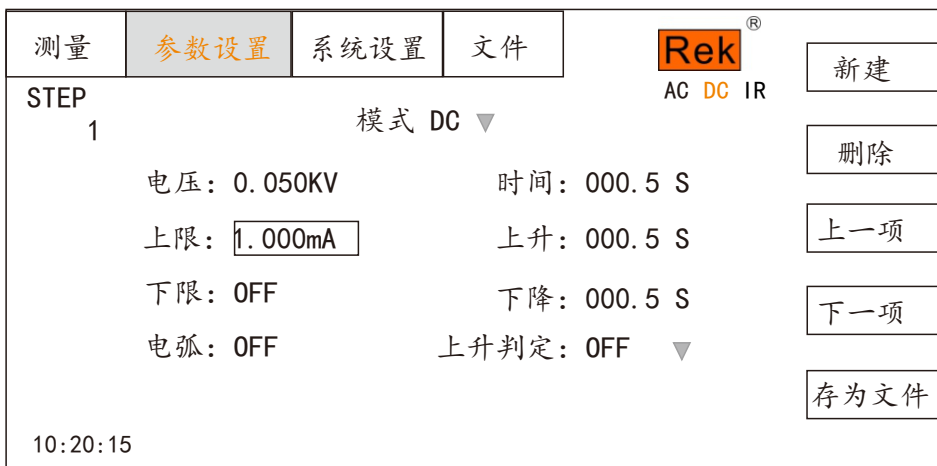 测量 参数设置 系统设置 文件 Rek®
AC DC IR
STEP
1
模式 DC ▼
电压: 0.050KV 时间: 000.5 S
上限: 1.000mA 上升: 000.5 S
下限: OFF 下降: 000.5 S
电弧: OFF 上升判定: OFF ▼
10:20:15
新建
删除
上一项
下一项
存为文件